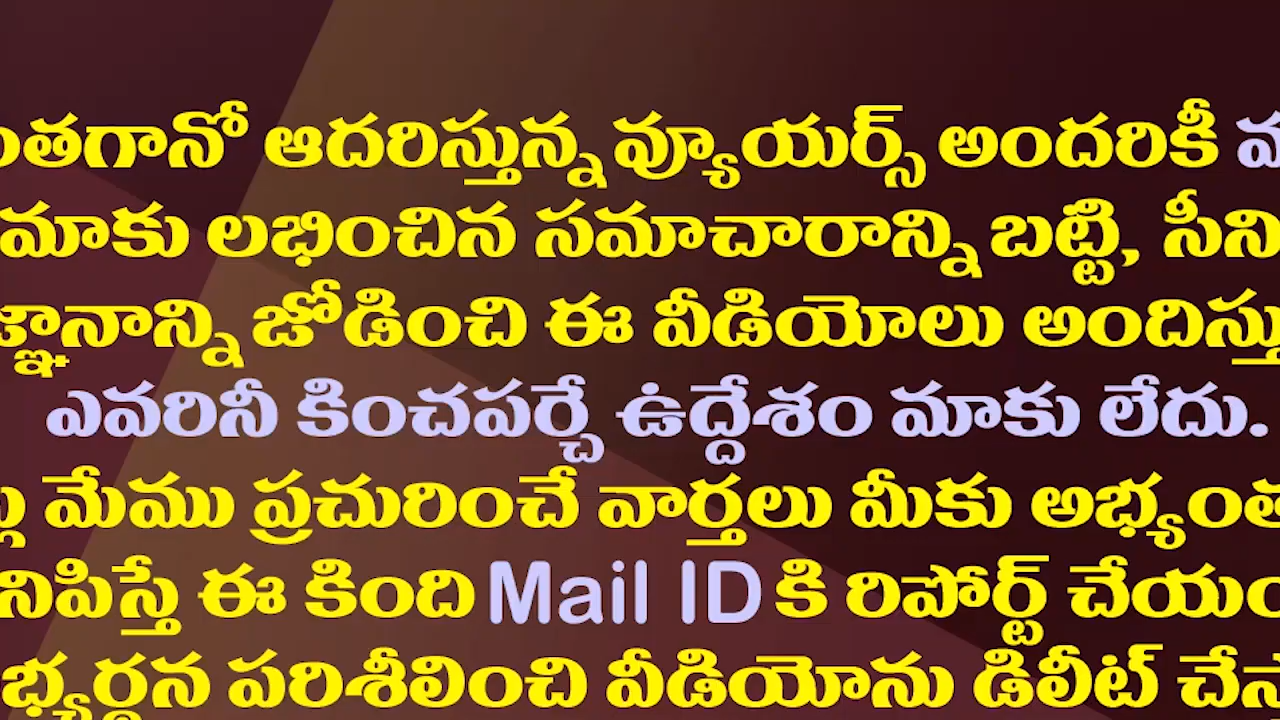 ంతగానో ఆదరిస్తున్న వ్యూయర్స్ అందరికీ
మాకు లభించిన సమాచారాన్ని బట్టి, సీని
జ్ఞానాన్ని జోడించి ఈ వీడియోలు అందిస్తు
ఎవరినీ కించపర్చే ఉద్దేశం మాకు లేదు.
మేము ప్రచురించే వార్తలు మీకు అభ్యంత
నిపిస్తే ఈ కింది Mail ID కి రిపోర్ట్ చేయం
భ్యర్థన పరిశీలించి వీడియోను డిలీట్ చేస